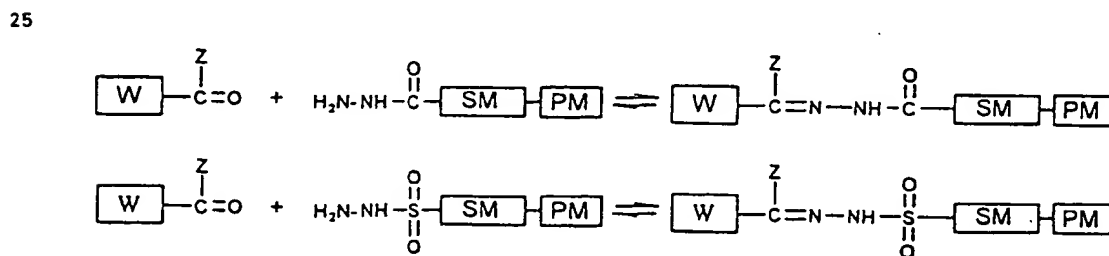 25
Z O Z O
W C=O + H₂N-NH-C SM PM ⇌ W C=N-NH-C SM PM
Z O Z O
W C=O + H₂N-NH-S SM PM ⇌ W C=N-NH-S SM PM
O O